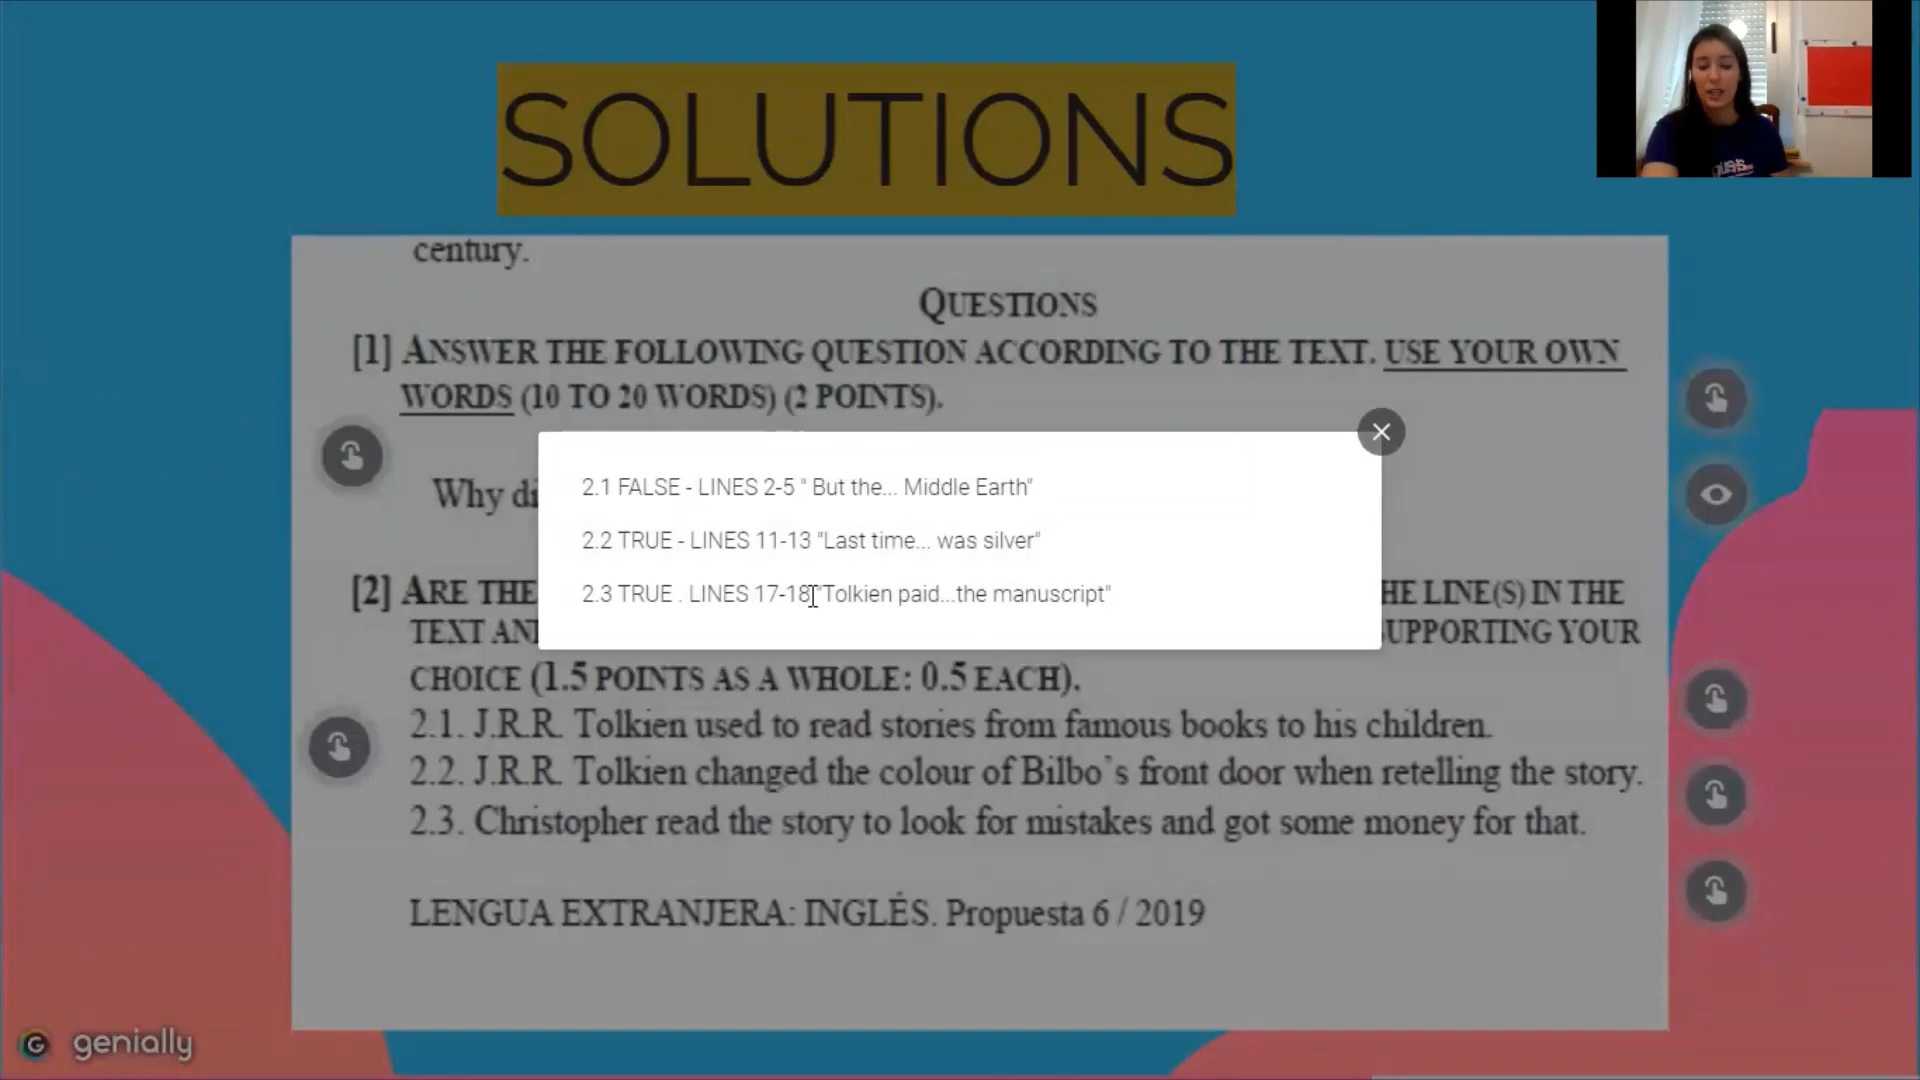 SOLUTIONS
century.
QUESTIONS
[1] ANSWER THE FOLLOWING QUESTION ACCORDING TO THE TEXT. USE YOUR OWN
WORDS (10 TO 20 WORDS) (2 POINTS).
Why di
2.1 FALSE - LINES 2-5 " But the... Middle Earth"
2.2 TRUE - LINES 11-13 "Last time... was silver"
2.3 TRUE . LINES 17-18 "Tolkien paid...the manuscript"
[2] ARE THE HE LINE(S) IN THE
TEXT AN UPPORTING YOUR
CHOICE (1.5 POINTS AS A WHOLE: 0.5 EACH).
2.1. J.R.R. Tolkien used to read stories from famous books to his children.
2.2. J.R.R. Tolkien changed the colour of Bilbo`s front door when retelling the story.
2.3. Christopher read the story to look for mistakes and got some money for that.
LENGUA EXTRANJERA: INGLÉS. Propuesta 6 / 2019
genially